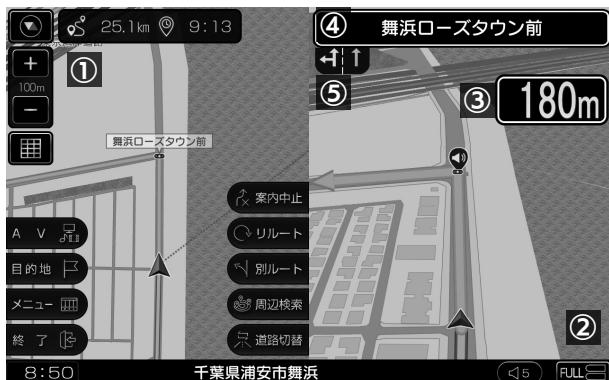 25.1km 9:13
①
100m
舞浜ローズタウン前
AV
目的地
メニュー
終了
案内中止
リルート
別ルート
周辺検索
道路切替
④ 舞浜ローズタウン前
⑤
③ 180m
②
8:50 千葉県浦安市舞浜 5 FULL